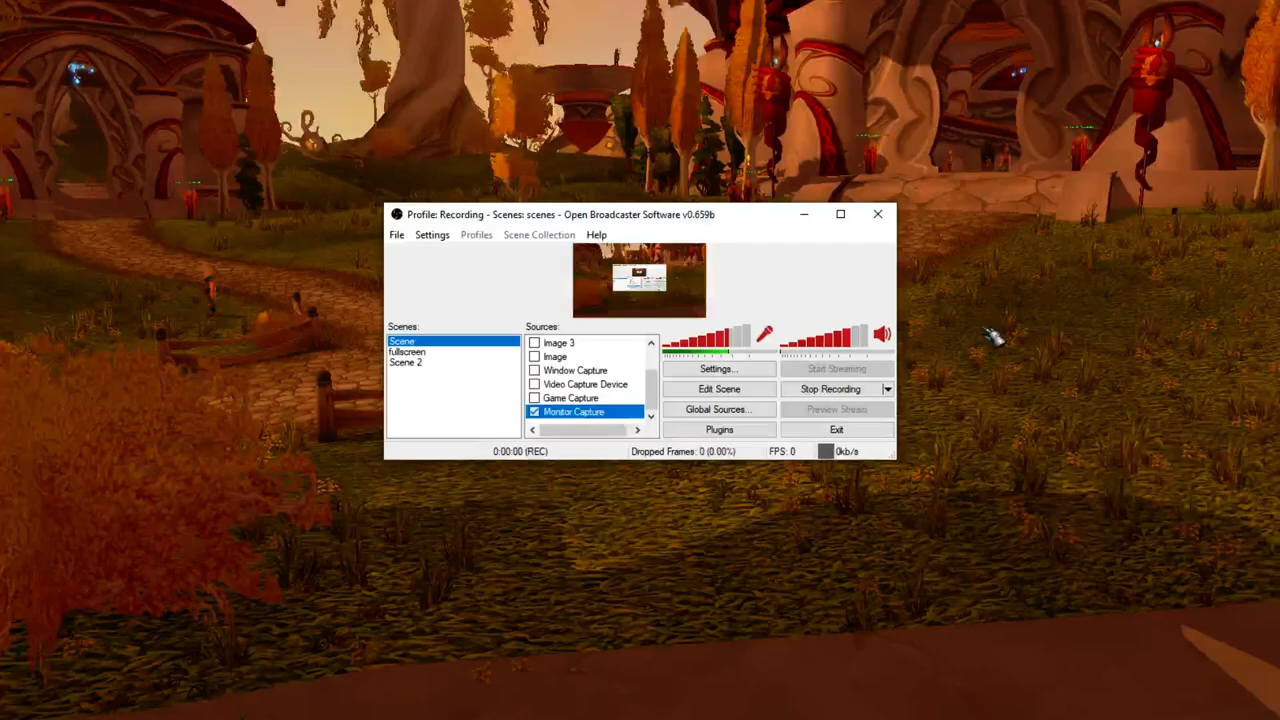 Profile: Recording - Scenes: scenes - Open Broadcaster Software v0.659b
File Settings Profiles Scene Collection Help
Scenes:
Scene
fullscreen
Scene 2
Sources:
Image 3
Image
Window Capture
Video Capture Device
Game Capture
Monitor Capture
Settings... Start Streaming
Edit Scene Stop Recording
Global Sources... Preview Stream
Plugins Exit
0:00:00 (REC) Dropped Frames: 0 (0.00%) FPS: 0 0kb/s